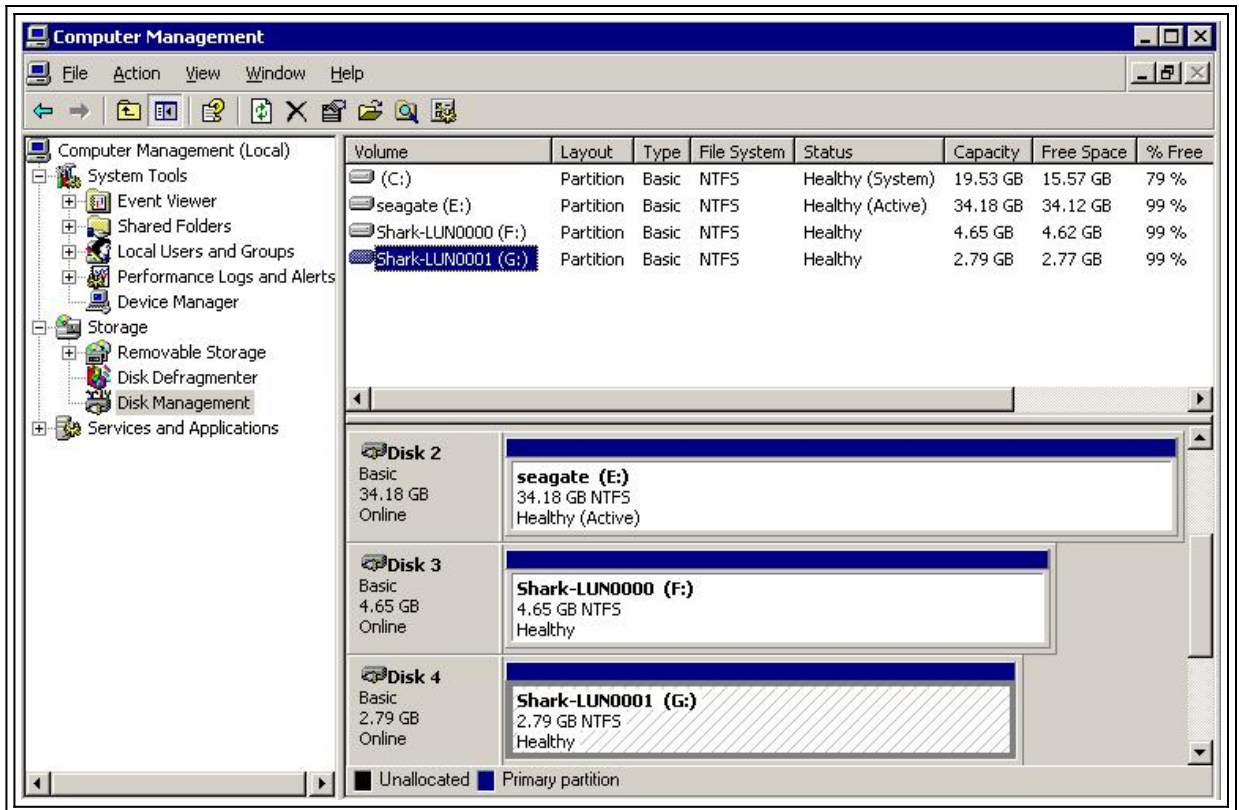 Computer Management
File Action View Window Help
Computer Management (Local)
System Tools
Event Viewer
Shared Folders
Local Users and Groups
Performance Logs and Alerts
Device Manager
Storage
Removable Storage
Disk Defragmenter
Disk Management
Services and Applications
Volume Layout Type File System Status Capacity Free Space % Free
(C:) Partition Basic NTFS Healthy (System) 19.53 GB 15.57 GB 79 %
seagate (E:) Partition Basic NTFS Healthy (Active) 34.18 GB 34.12 GB 99 %
Shark-LUN0000 (F:) Partition Basic NTFS Healthy 4.65 GB 4.62 GB 99 %
Shark-LUN0001 (G:) Partition Basic NTFS Healthy 2.79 GB 2.77 GB 99 %
Disk 2
Basic
34.18 GB
Online
seagate (E:)
34.18 GB NTFS
Healthy (Active)
Disk 3
Basic
4.65 GB
Online
Shark-LUN0000 (F:)
4.65 GB NTFS
Healthy
Disk 4
Basic
2.79 GB
Online
Shark-LUN0001 (G:)
2.79 GB NTFS
Healthy
Unallocated Primary partition